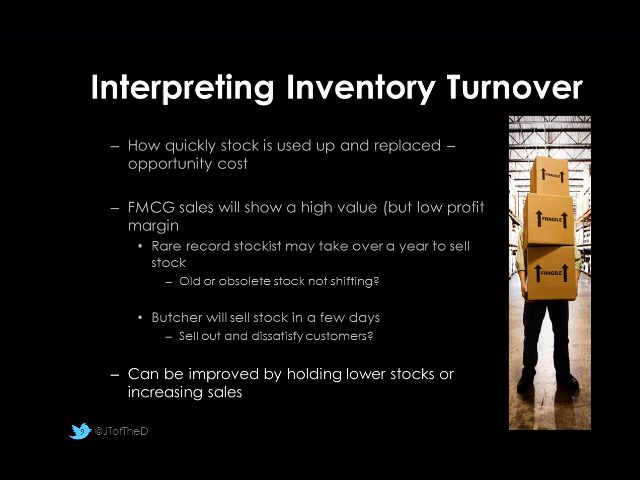 Interpreting Inventory Turnover
– How quickly stock is used up and replaced –
opportunity cost
– FMCG sales will show a high value (but low profit
margin
• Rare record stockist may take over a year to sell
stock
– Old or obsolete stock not shifting?
• Butcher will sell stock in a few days
– Sell out and dissatisfy customers?
– Can be improved by holding lower stocks or
increasing sales
FRAGILE
FRAGILE
FRAGILE
@JTofTheD